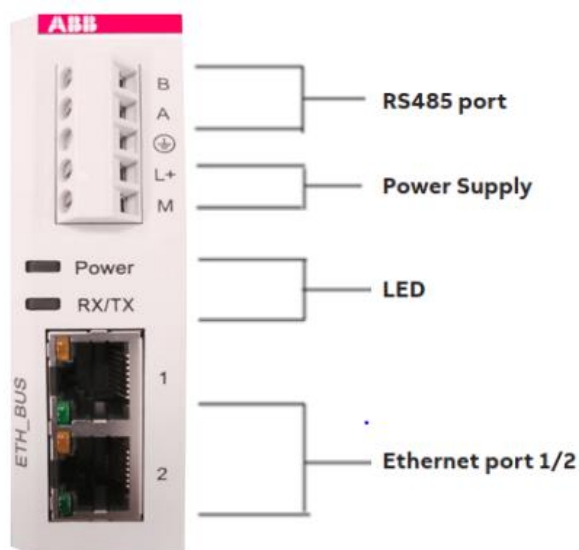 ABB
B
A
RS485 port
L+
M
Power Supply
Power
RX/TX
LED
ETH_BUS
1
2
Ethernet port 1/2